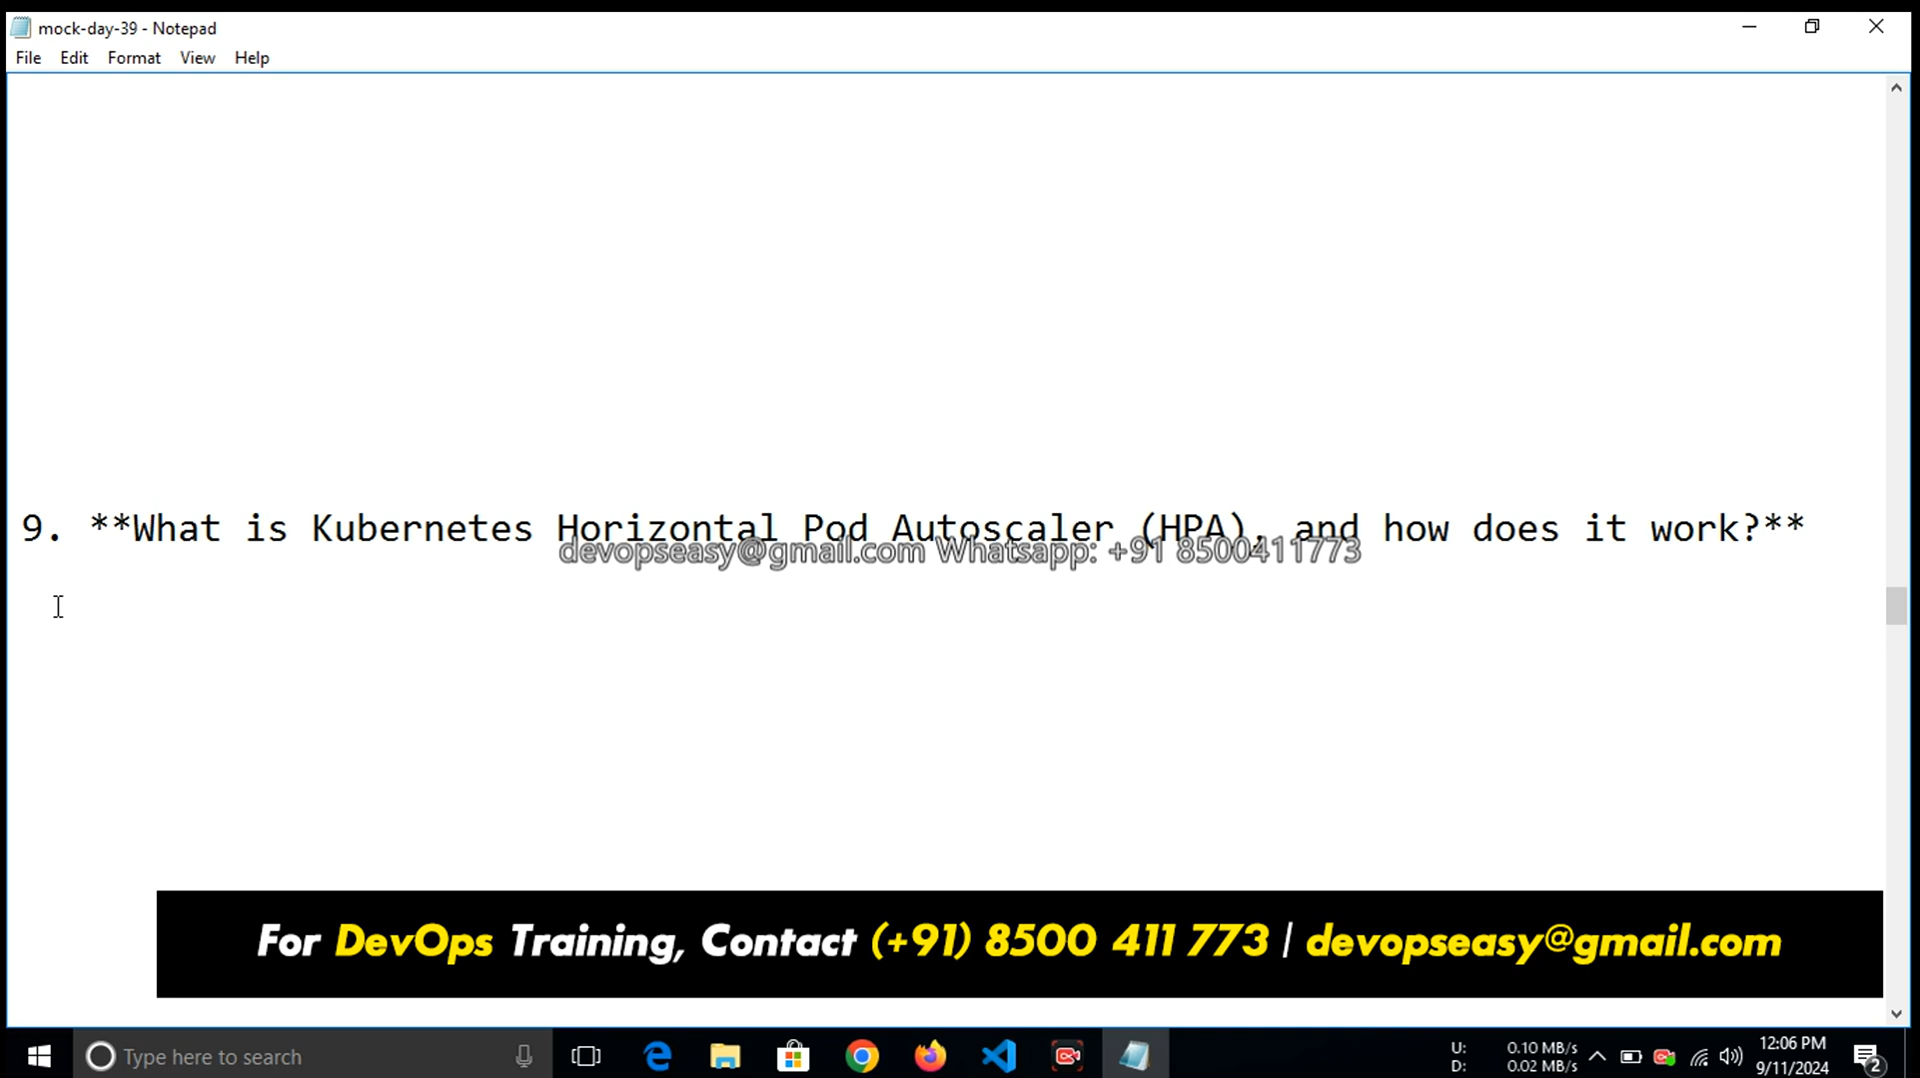 mock-day-39 - Notepad
File Edit Format View Help
9. **What is Kubernetes Horizontal Pod Autoscaler (HPA), and how does it work?**
devopseasy@gmail.com Whatsapp: +91 8500411773
For DevOps Training, Contact (+91) 8500 411 773 | devopseasy@gmail.com
Type here to search
U: 0.10 MB/s
D: 0.02 MB/s
12:06 PM
9/11/2024
2